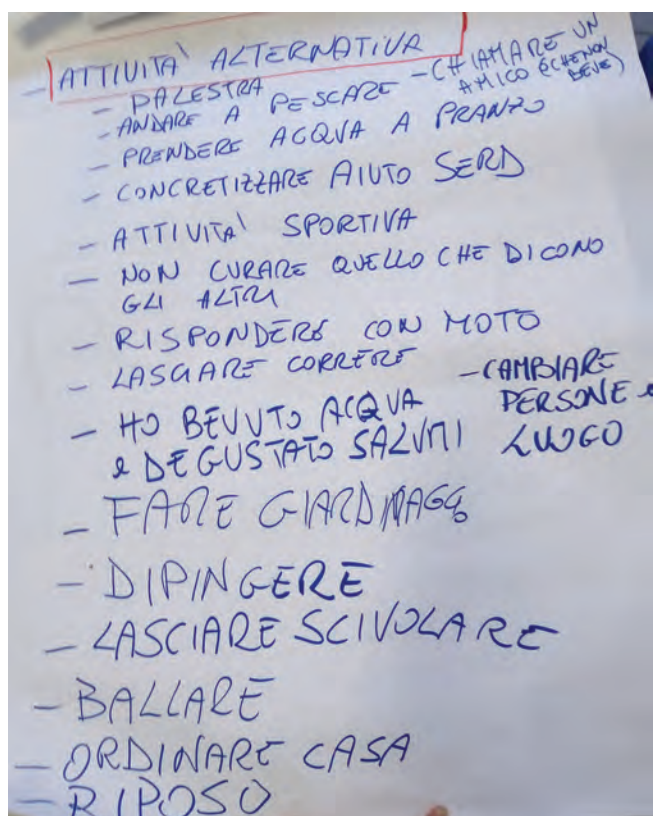 - ATTIVITA' ALTERNATIVA
- PALESTRA
- ANDARE A PESCARE
- CHIAMARE UN
AMICO (CHE NON
BEVE)
- PRENDERE ACQUA A PRANZO
- CONCRETIZZARE AIUTO SERD
- ATTIVITA' SPORTIVA
- NON CURARE QUELLO CHE DICONO
GLI ALTRI
- RISPONDERE CON MOTO
- LASCIARE CORRERE
- HO BEVUTO ACQUA
e DEGUSTATO SALUMI
- CAMBIARE
PERSONE e
LUOGO
- FARE GIARDINAGG.
- DIPINGERE
- LASCIARE SCIVOLARE
- BALLARE
- ORDINARE CASA
- RIPOSO